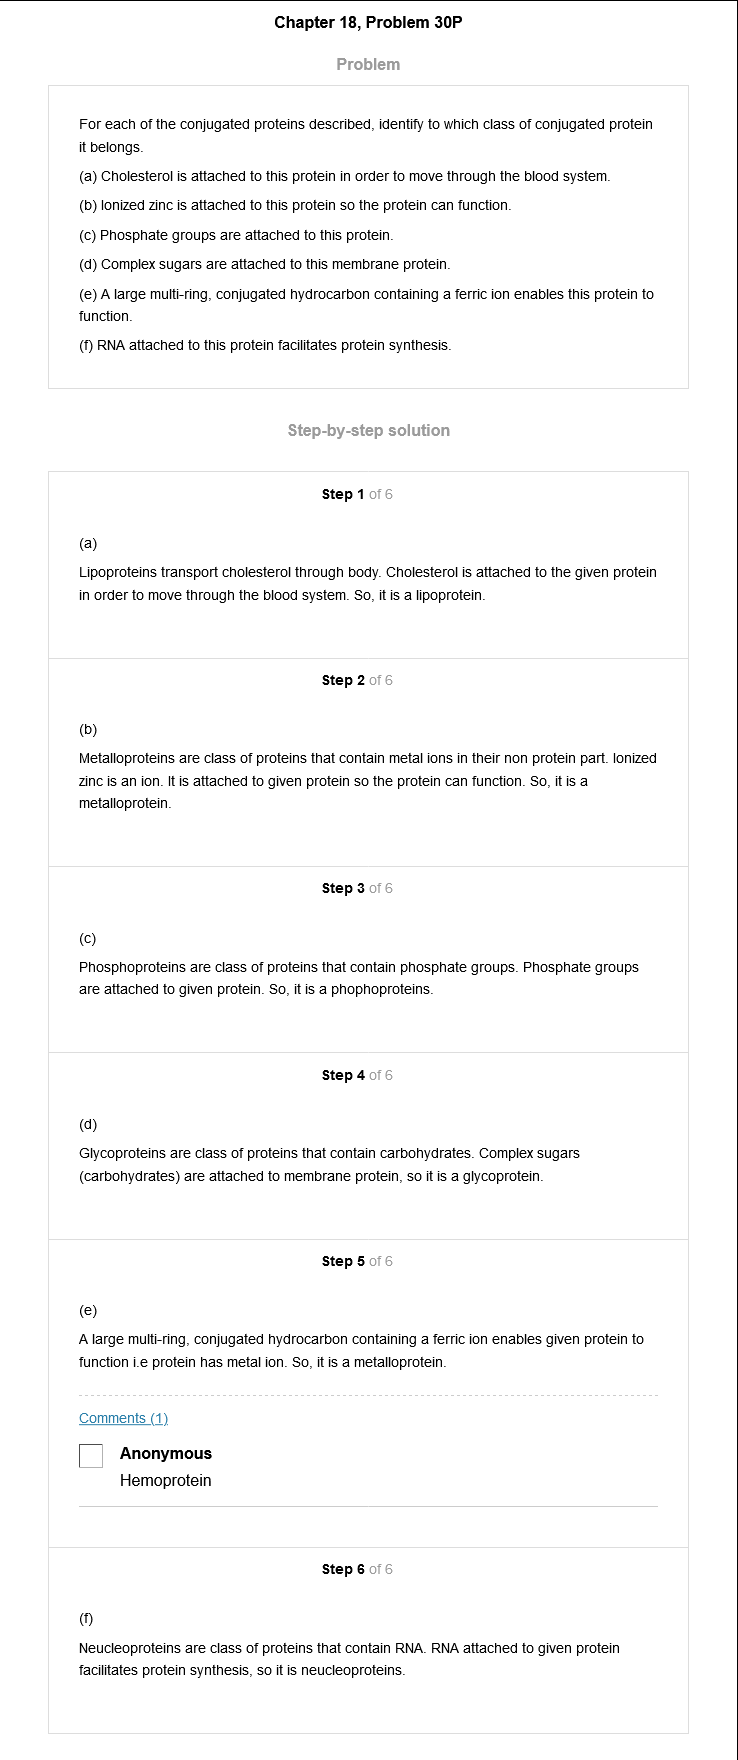 Chapter 18, Problem 30P
Problem
For each of the conjugated proteins described, identify to which class of conjugated protein
it belongs.
(a) Cholesterol is attached to this protein in order to move through the blood system.
(b) Ionized zinc is attached to this protein so the protein can function.
(c) Phosphate groups are attached to this protein.
(d) Complex sugars are attached to this membrane protein.
(e) A large multi-ring, conjugated hydrocarbon containing a ferric ion enables this protein to
function.
(f) RNA attached to this protein facilitates protein synthesis.
Step-by-step solution
Step 1 of 6
(a)
Lipoproteins transport cholesterol through body. Cholesterol is attached to the given protein
in order to move through the blood system. So, it is a lipoprotein.
Step 2 of 6
(b)
Metalloproteins are class of proteins that contain metal ions in their non protein part. Ionized
zinc is an ion. It is attached to given protein so the protein can function. So, it is a
metalloprotein.
Step 3 of 6
(c)
Phosphoproteins are class of proteins that contain phosphate groups. Phosphate groups
are attached to given protein. So, it is a phophoproteins.
Step 4 of 6
(d)
Glycoproteins are class of proteins that contain carbohydrates. Complex sugars
(carbohydrates) are attached to membrane protein, so it is a glycoprotein.
Step 5 of 6
(e)
A large multi-ring, conjugated hydrocarbon containing a ferric ion enables given protein to
function i.e protein has metal ion. So, it is a metalloprotein.
Comments (1)
Anonymous
Hemoprotein
Step 6 of 6
(f)
Neucleoproteins are class of proteins that contain RNA. RNA attached to given protein
facilitates protein synthesis, so it is neucleoproteins.